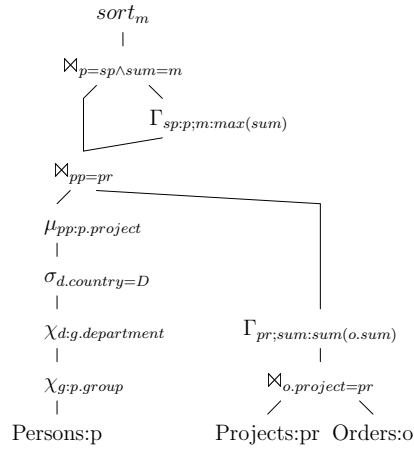 sort_m
⋈_{p=sp∧sum=m}
Γ_{sp:p;m:max(sum)}
⋈_{pp=pr}
μ_{pp:p.project}
σ_{d.country=D}
χ_{d:g.department} Γ_{pr;sum:sum(o.sum)}
χ_{g:p.group} ⋈_{o.project=pr}
Persons:p Projects:pr Orders:o